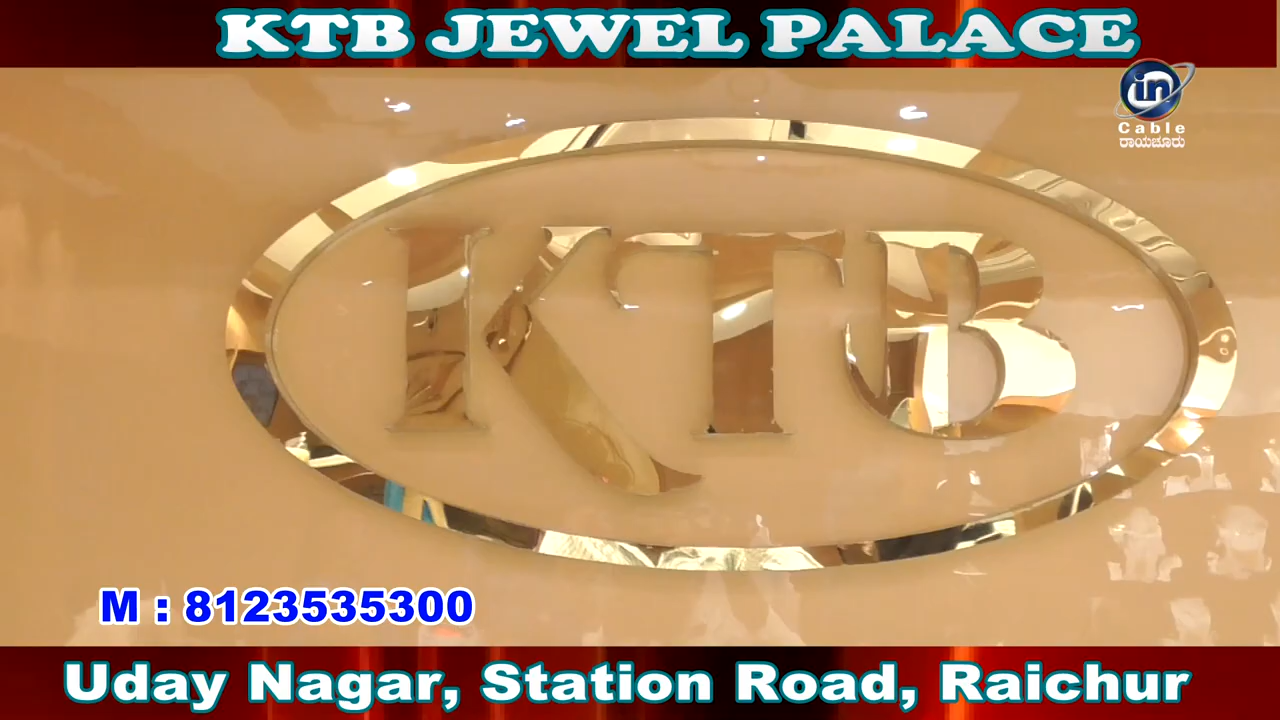 KTB JEWEL PALACE
in
Cable
ರಾಯಚೂರು
KTB
M : 8123535300
Uday Nagar, Station Road, Raichur